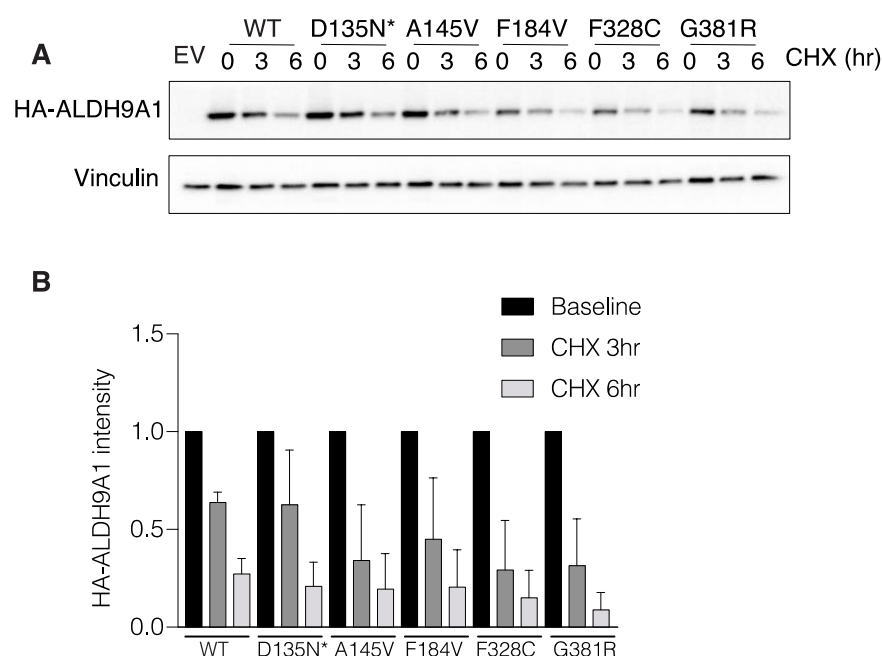 A
WT D135N* A145V F184V F328C G381R
EV 0 3 6 0 3 6 0 3 6 0 3 6 0 3 6 0 3 6 CHX (hr)
HA-ALDH9A1
Vinculin
B
Baseline
CHX 3hr
CHX 6hr
HA-ALDH9A1 intensity
1.5
1.0
0.5
0.0
WT D135N* A145V F184V F328C G381R